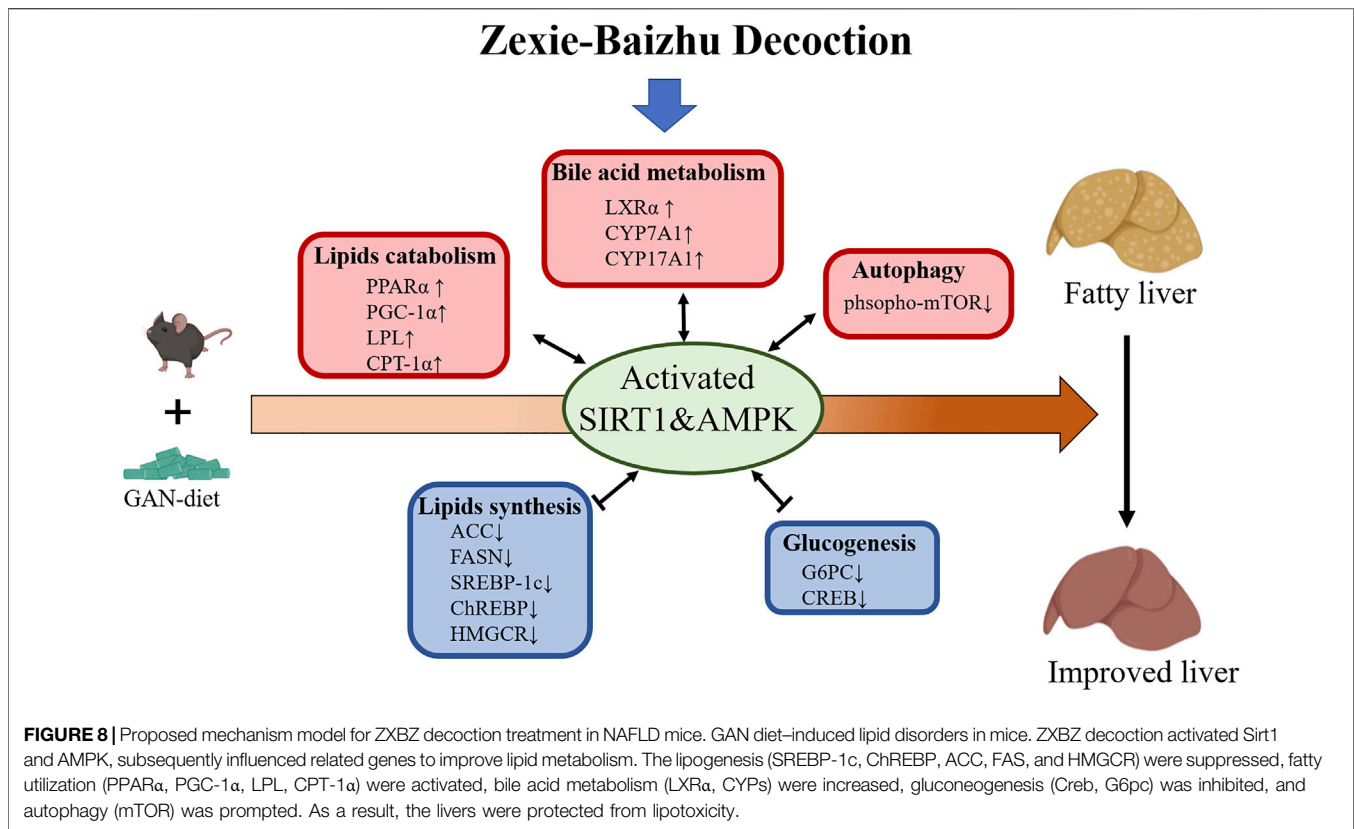 Zexie-Baizhu Decoction
Bile acid metabolism
LXRα ↑
CYP7A1↑
CYP17A1↑
Lipids catabolism
PPARα ↑
PGC-1α↑
LPL↑
CPT-1α↑
Autophagy
phsopho-mTOR↓
Fatty liver
+
GAN-diet
Activated
SIRT1&AMPK
Lipids synthesis
ACC↓
FASN↓
SREBP-1c↓
ChREBP↓
HMGCR↓
Glucogenesis
G6PC↓
CREB↓
Improved liver
FIGURE 8 | Proposed mechanism model for ZXBZ decoction treatment in NAFLD mice. GAN diet–induced lipid disorders in mice. ZXBZ decoction activated Sirt1
and AMPK, subsequently influenced related genes to improve lipid metabolism. The lipogenesis (SREBP-1c, ChREBP, ACC, FAS, and HMGCR) were suppressed, fatty
utilization (PPARα, PGC-1α, LPL, CPT-1α) were activated, bile acid metabolism (LXRα, CYPs) were increased, gluconeogenesis (Creb, G6pc) was inhibited, and
autophagy (mTOR) was prompted. As a result, the livers were protected from lipotoxicity.